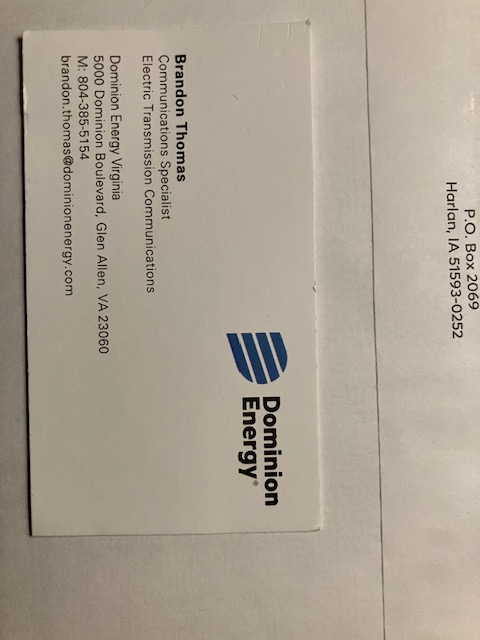 Dominion
Energy®
Brandon Thomas
Communications Specialist
Electric Transmission Communications
Dominion Energy Virginia
5000 Dominion Boulevard, Glen Allen, VA 23060
M: 804-385-5154
brandon.thomas@dominionenergy.com
P.O. Box 2069
Harlan, IA 51593-0252